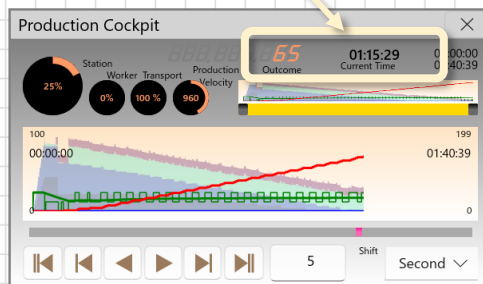 Production Cockpit
65
Outcome
01:15:29
Current Time
00:00:00
01:40:39
Station
25%
Worker
0%
Transport
100 %
Production
Velocity
960
100
199
00:00:00
01:40:39
0
0
5
Shift
Second